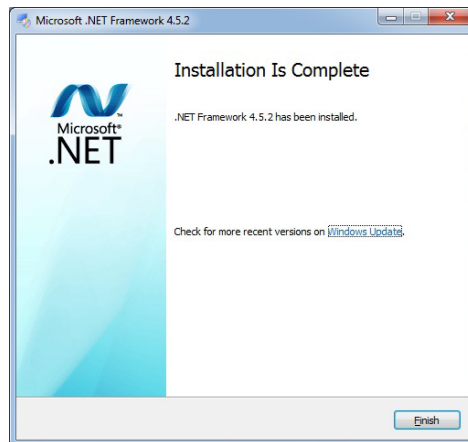 Microsoft .NET Framework 4.5.2
Microsoft®
.NET™
Installation Is Complete
.NET Framework 4.5.2 has been installed.
Check for more recent versions on Windows Update.
Finish